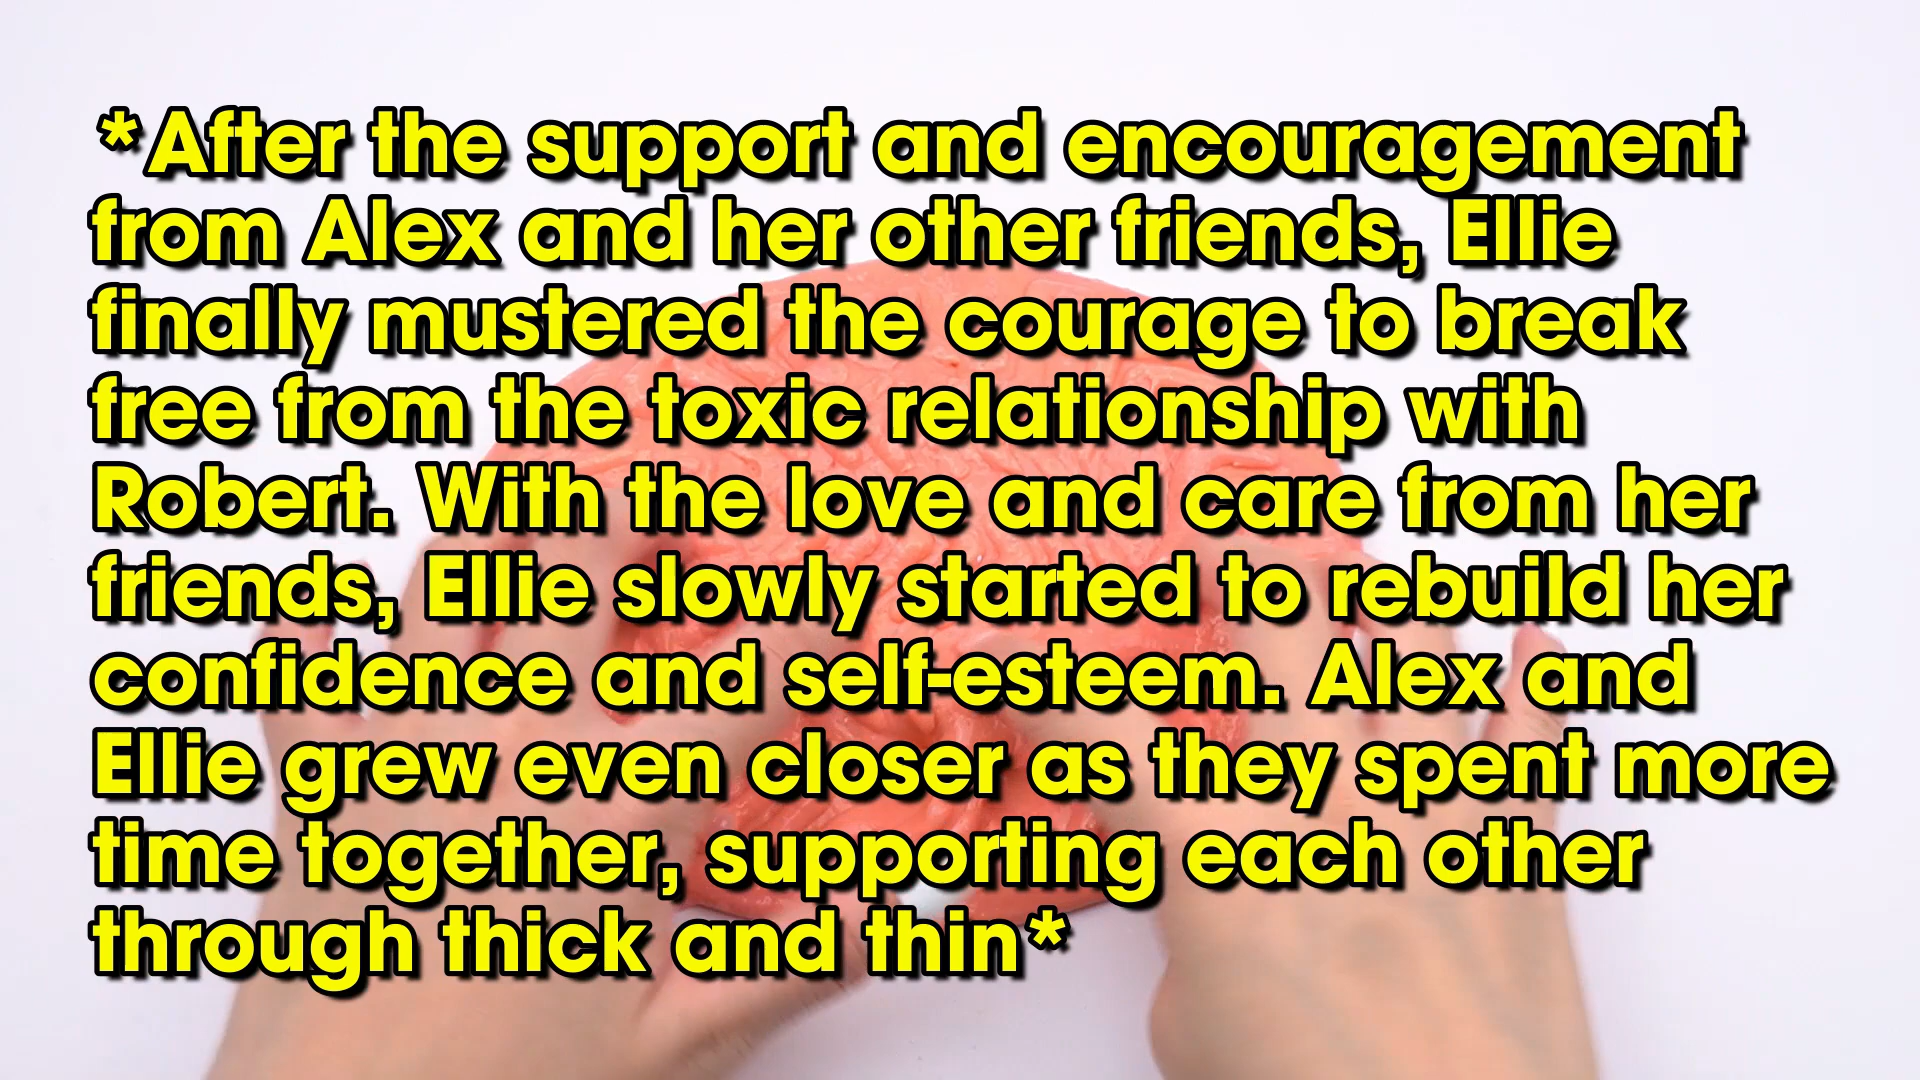 *After the support and encouragement
from Alex and her other friends, Ellie
finally mustered the courage to break
free from the toxic relationship with
Robert. With the love and care from her
friends, Ellie slowly started to rebuild her
confidence and self-esteem. Alex and
Ellie grew even closer as they spent more
time together, supporting each other
through thick and thin*